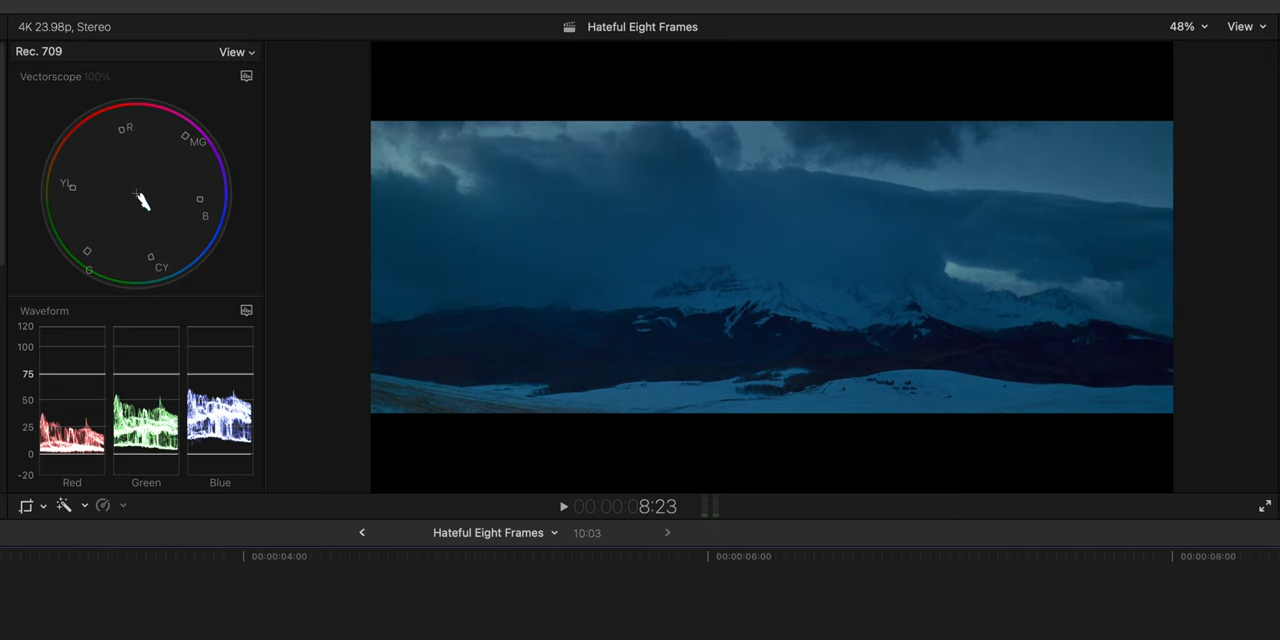 4K 23.98p, Stereo
Hateful Eight Frames
48%
View
Rec. 709
View
Vectorscope 100%
R
MG
YL
B
G
CY
Waveform
120
100
75
50
25
0
-20
Red Green Blue
00:00:08:23
Hateful Eight Frames 10:03
00:00:04:00 00:00:06:00 00:00:08:00